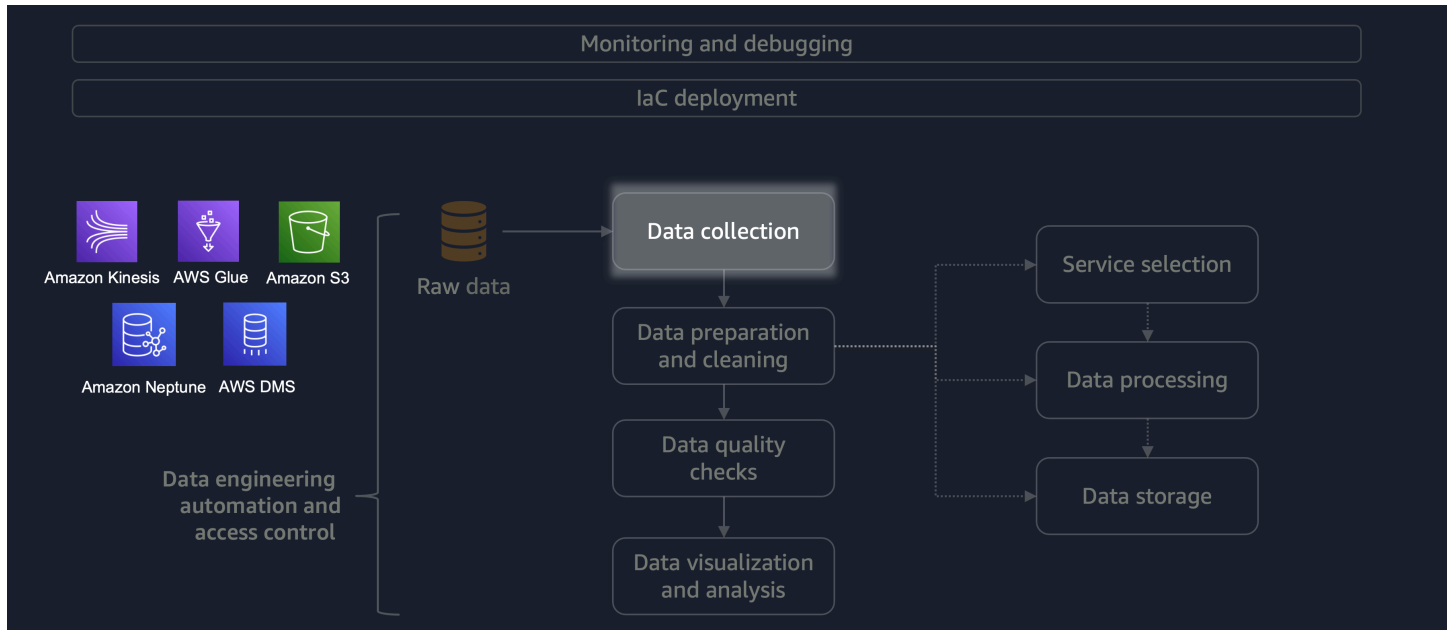 Monitoring and debugging
IaC deployment
Amazon Kinesis
AWS Glue
Amazon S3
Amazon Neptune
AWS DMS
Data engineering
automation and
access control
Raw data
Data collection
Data preparation
and cleaning
Data quality
checks
Data visualization
and analysis
Service selection
Data processing
Data storage